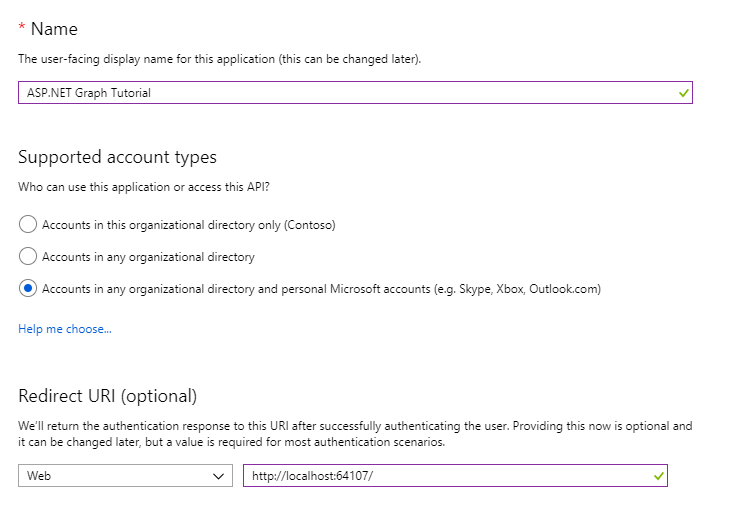 * Name
The user-facing display name for this application (this can be changed later).
ASP.NET Graph Tutorial
Supported account types
Who can use this application or access this API?
Accounts in this organizational directory only (Contoso)
Accounts in any organizational directory
Accounts in any organizational directory and personal Microsoft accounts (e.g. Skype, Xbox, Outlook.com)
Help me choose...
Redirect URI (optional)
We'll return the authentication response to this URI after successfully authenticating the user. Providing this now is optional and
it can be changed later, but a value is required for most authentication scenarios.
Web http://localhost:64107/